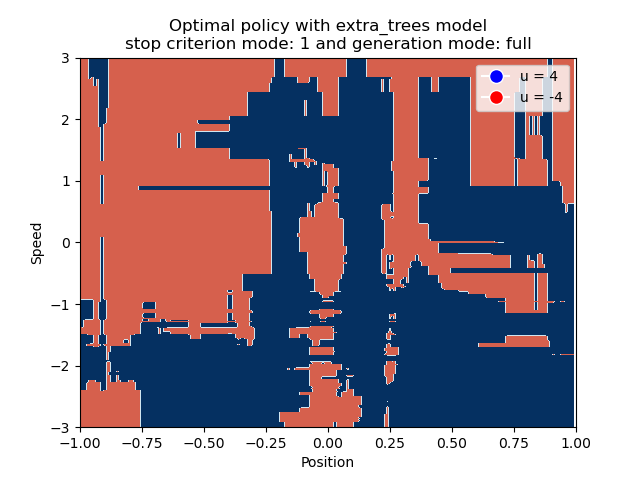 Optimal policy with extra_trees model
stop criterion mode: 1 and generation mode: full
u = 4
u = -4
3
2
1
0
−1
−2
−3
Speed
−1.00 −0.75 −0.50 −0.25 0.00 0.25 0.50 0.75 1.00
Position